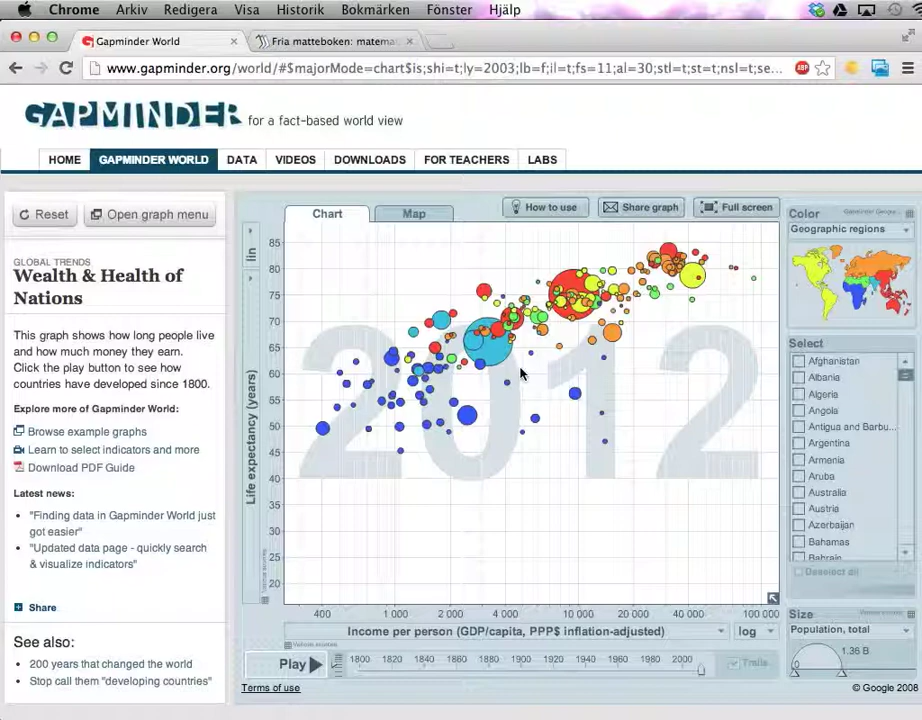 Chrome Arkiv Redigera Visa Historik Bokmärken Fönster Hjälp
Gapminder World
Fria matteboken: matema
www.gapminder.org/world/#$majorMode=chart$is;shi=t;ly=2003;lb=f;il=t;fs=11;al=30;stl=t;st=t;nsl=t;se...
ABP
GAPMINDER for a fact-based world view
HOME GAPMINDER WORLD DATA VIDEOS DOWNLOADS FOR TEACHERS LABS
Reset
Open graph menu
GLOBAL TRENDS
Wealth & Health of
Nations
This graph shows how long people live
and how much money they earn.
Click the play button to see how
countries have developed since 1800.
Explore more of Gapminder World:
Browse example graphs
Learn to select indicators and more
Download PDF Guide
Latest news:
"Finding data in Gapminder World just
got easier"
"Updated data page - quickly search
& visualize indicators"
Share
See also:
200 years that changed the world
Stop call them "developing countries"
Chart
Map
How to use
Share graph
Full screen
lin
Life expectancy (years)
85
80
75
70
65
60
55
50
45
40
35
30
25
20
2012
400 1 000 2 000 4 000 10 000 20 000 40 000 100 000
Income per person (GDP/capita, PPP$ inflation-adjusted)
log
Play
1800 1820 1840 1860 1880 1900 1920 1940 1960 1980 2000
Trails
Terms of use
© Google 2008
Color
Geographic regions
Select
Afghanistan
Albania
Algeria
Angola
Antigua and Barbu...
Argentina
Armenia
Aruba
Australia
Austria
Azerbaijan
Bahamas
Bahrain
Deselect all
Size
Population, total
1.36 B